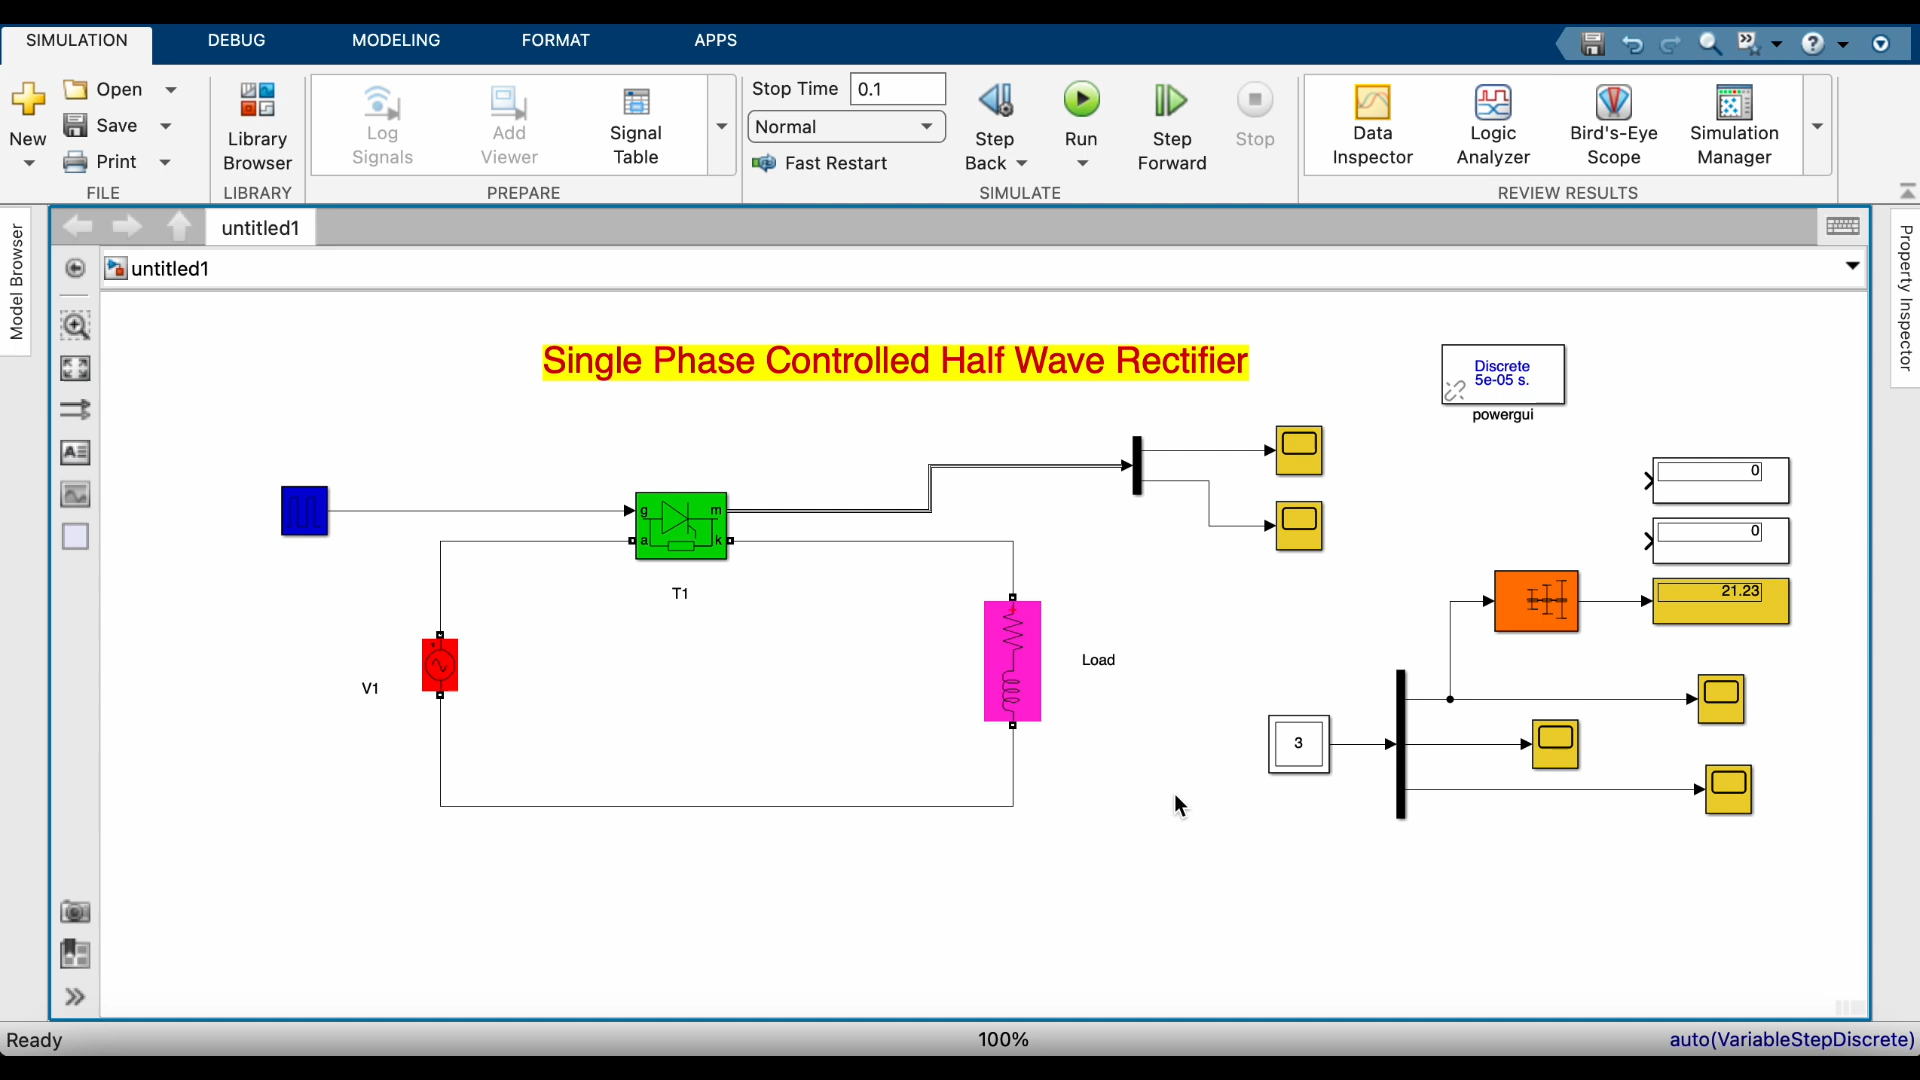 SIMULATION
DEBUG
MODELING
FORMAT
APPS
New
Open
Save
Print
FILE
Library
Browser
LIBRARY
Log
Signals
Add
Viewer
Signal
Table
PREPARE
Stop Time 0.1
Normal
Fast Restart
Step
Back
Run
Step
Forward
Stop
SIMULATE
Data
Inspector
Logic
Analyzer
Bird's-Eye
Scope
Simulation
Manager
REVIEW RESULTS
Model Browser
untitled1
untitled1
Property Inspector
Single Phase Controlled Half Wave Rectifier
Discrete
5e-05 s.
powergui
g
m
a
k
T1
V1
Load
0
0
21.23
3
Ready
100%
auto(VariableStepDiscrete)